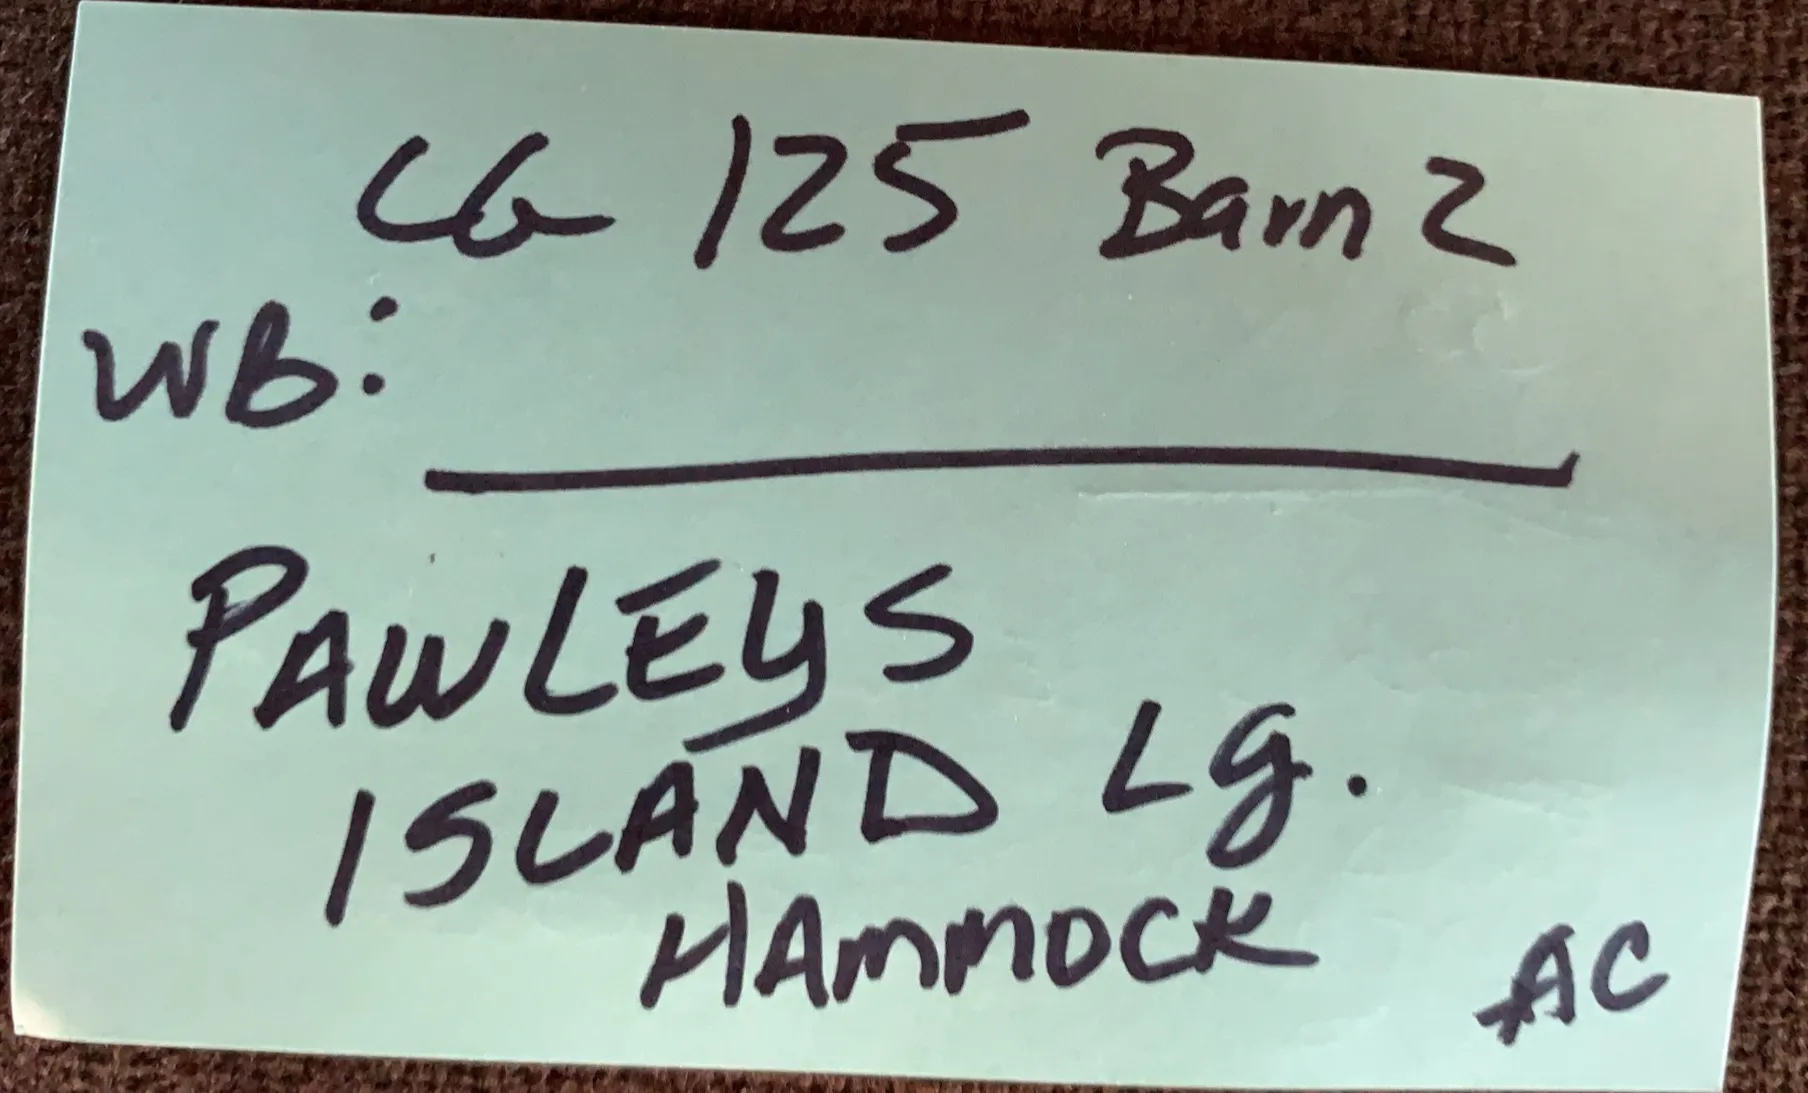 CG 125 Barn 2
WB:
PAWLEYS
ISLAND LG.
HAMMOCK
AC